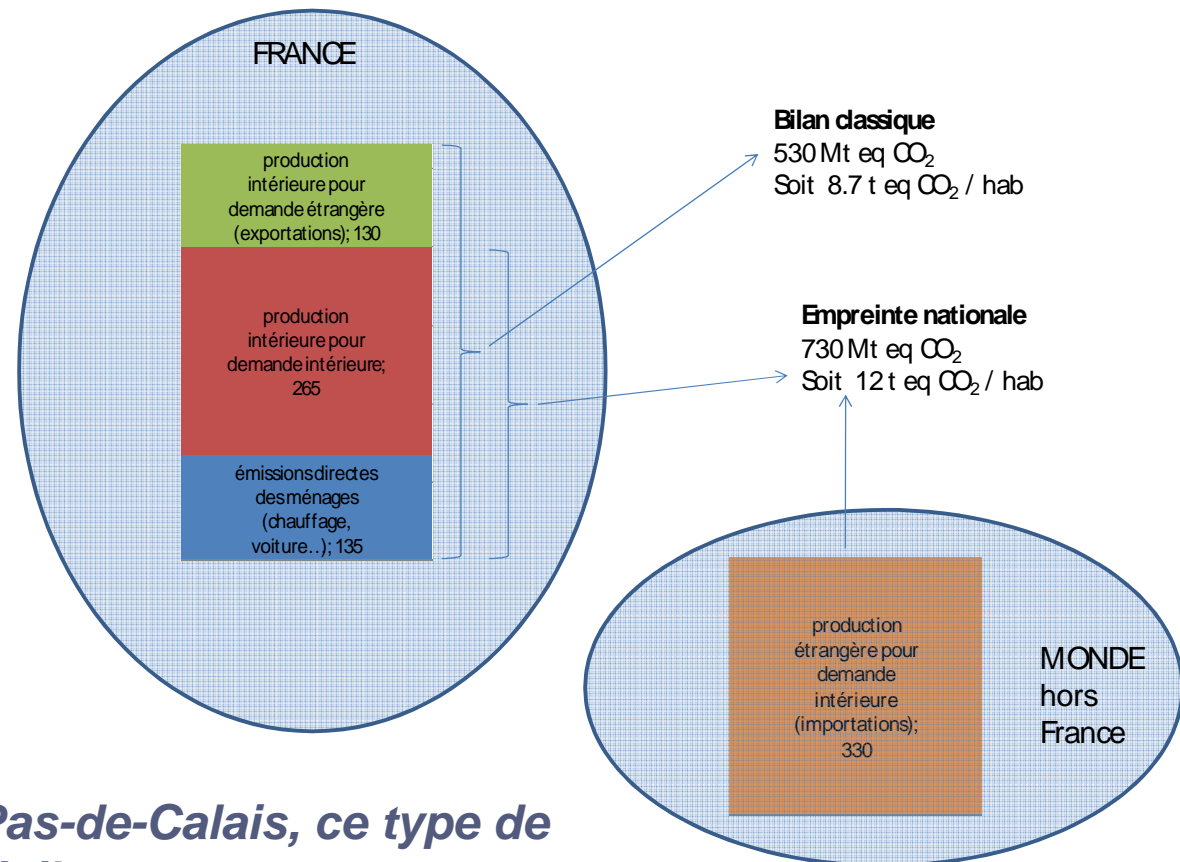 FRANCE
production
intérieure pour
demande étrangère
(exportations); 130
production
intérieure pour
demande intérieure;
265
émissions directes
des ménages
(chauffage,
voiture…); 135
Bilan classique
530 Mt eq CO₂
Soit 8.7 t eq CO₂ / hab
Empreinte nationale
730 Mt eq CO₂
Soit 12 t eq CO₂ / hab
production
étrangère pour
demande
intérieure
(importations);
330
MONDE
hors
France
Pas-de-Calais, ce type de